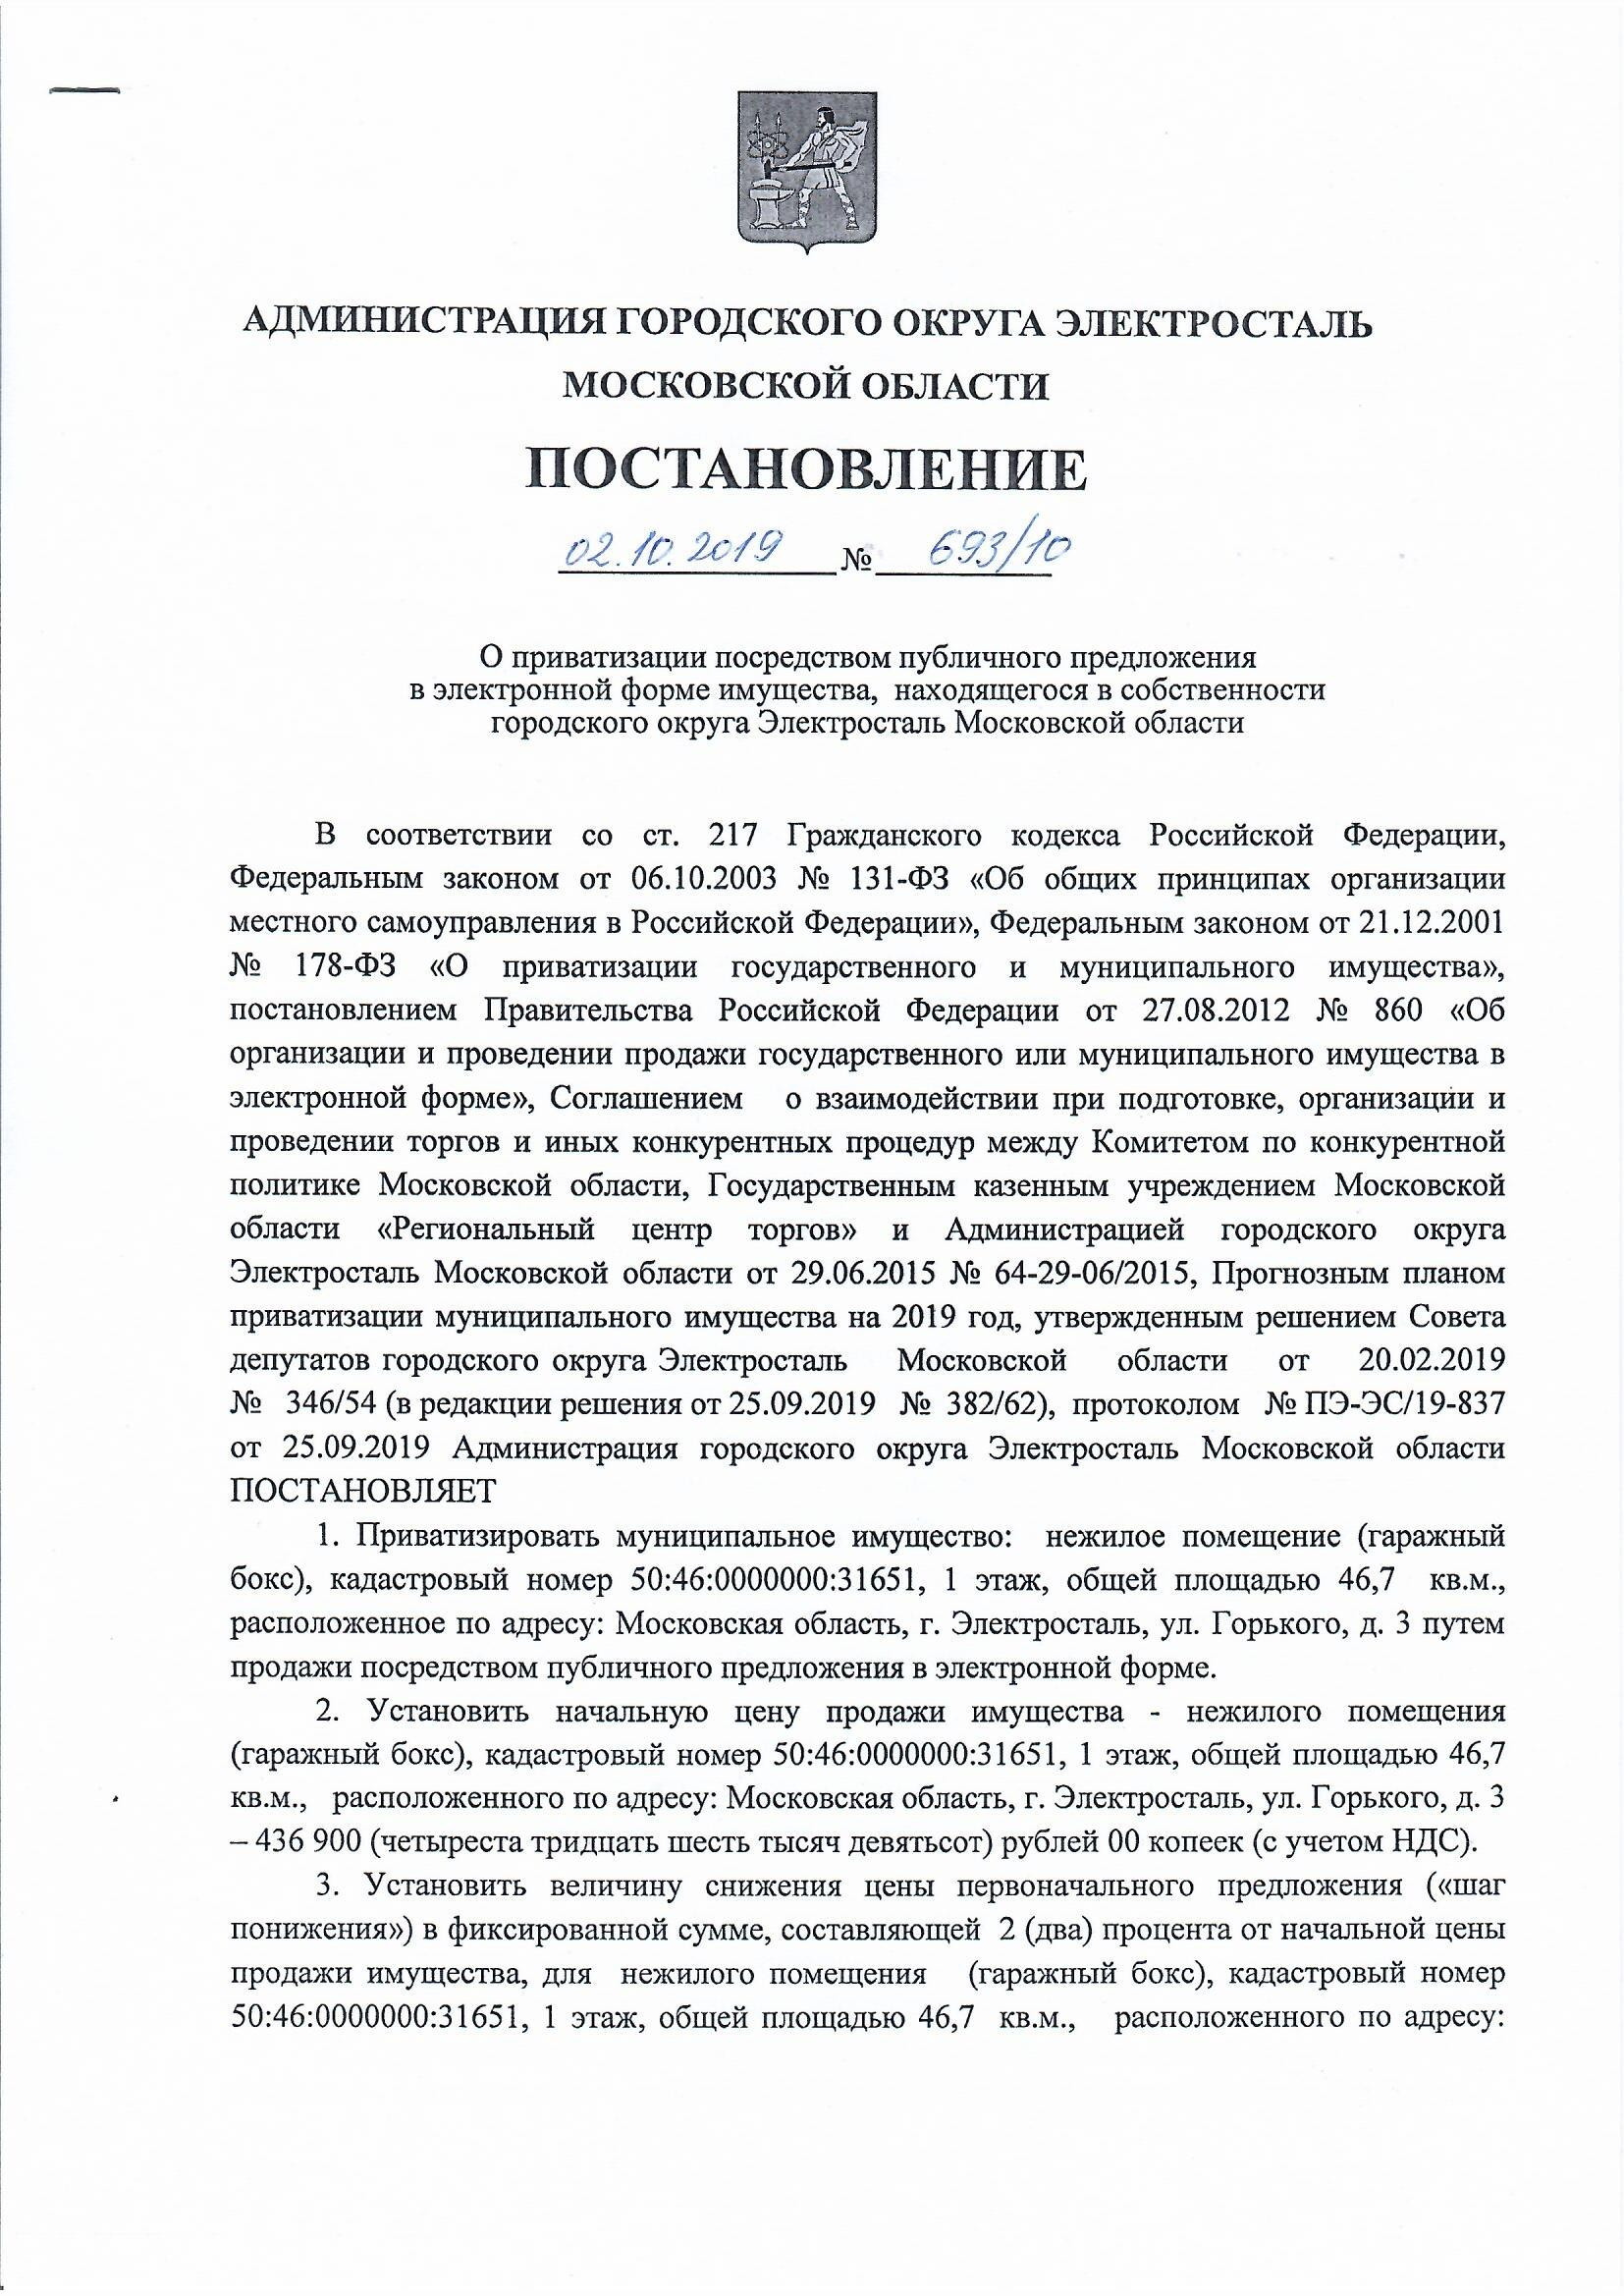 АДМИНИСТРАЦИЯ ГОРОДСКОГО ОКРУГА ЭЛЕКТРОСТАЛЬ
МОСКОВСКОЙ ОБЛАСТИ
ПОСТАНОВЛЕНИЕ
02.10.2019 № 693/10
О приватизации посредством публичного предложения
в электронной форме имущества, находящегося в собственности
городского округа Электросталь Московской области
В соответствии со ст. 217 Гражданского кодекса Российской Федерации,
Федеральным законом от 06.10.2003 № 131-ФЗ «Об общих принципах организации
местного самоуправления в Российской Федерации», Федеральным законом от 21.12.2001
№ 178-ФЗ «О приватизации государственного и муниципального имущества»,
постановлением Правительства Российской Федерации от 27.08.2012 № 860 «Об
организации и проведении продажи государственного или муниципального имущества в
электронной форме», Соглашением о взаимодействии при подготовке, организации и
проведении торгов и иных конкурентных процедур между Комитетом по конкурентной
политике Московской области, Государственным казенным учреждением Московской
области «Региональный центр торгов» и Администрацией городского округа
Электросталь Московской области от 29.06.2015 № 64-29-06/2015, Прогнозным планом
приватизации муниципального имущества на 2019 год, утвержденным решением Совета
депутатов городского округа Электросталь Московской области от 20.02.2019
№ 346/54 (в редакции решения от 25.09.2019 № 382/62), протоколом № ПЭ-ЭС/19-837
от 25.09.2019 Администрация городского округа Электросталь Московской области
ПОСТАНОВЛЯЕТ
1. Приватизировать муниципальное имущество: нежилое помещение (гаражный
бокс), кадастровый номер 50:46:0000000:31651, 1 этаж, общей площадью 46,7 кв.м.,
расположенное по адресу: Московская область, г. Электросталь, ул. Горького, д. 3 путем
продажи посредством публичного предложения в электронной форме.
2. Установить начальную цену продажи имущества - нежилого помещения
(гаражный бокс), кадастровый номер 50:46:0000000:31651, 1 этаж, общей площадью 46,7
кв.м., расположенного по адресу: Московская область, г. Электросталь, ул. Горького, д. 3
– 436 900 (четыреста тридцать шесть тысяч девятьсот) рублей 00 копеек (с учетом НДС).
3. Установить величину снижения цены первоначального предложения («шаг
понижения») в фиксированной сумме, составляющей 2 (два) процента от начальной цены
продажи имущества, для нежилого помещения (гаражный бокс), кадастровый номер
50:46:0000000:31651, 1 этаж, общей площадью 46,7 кв.м., расположенного по адресу: